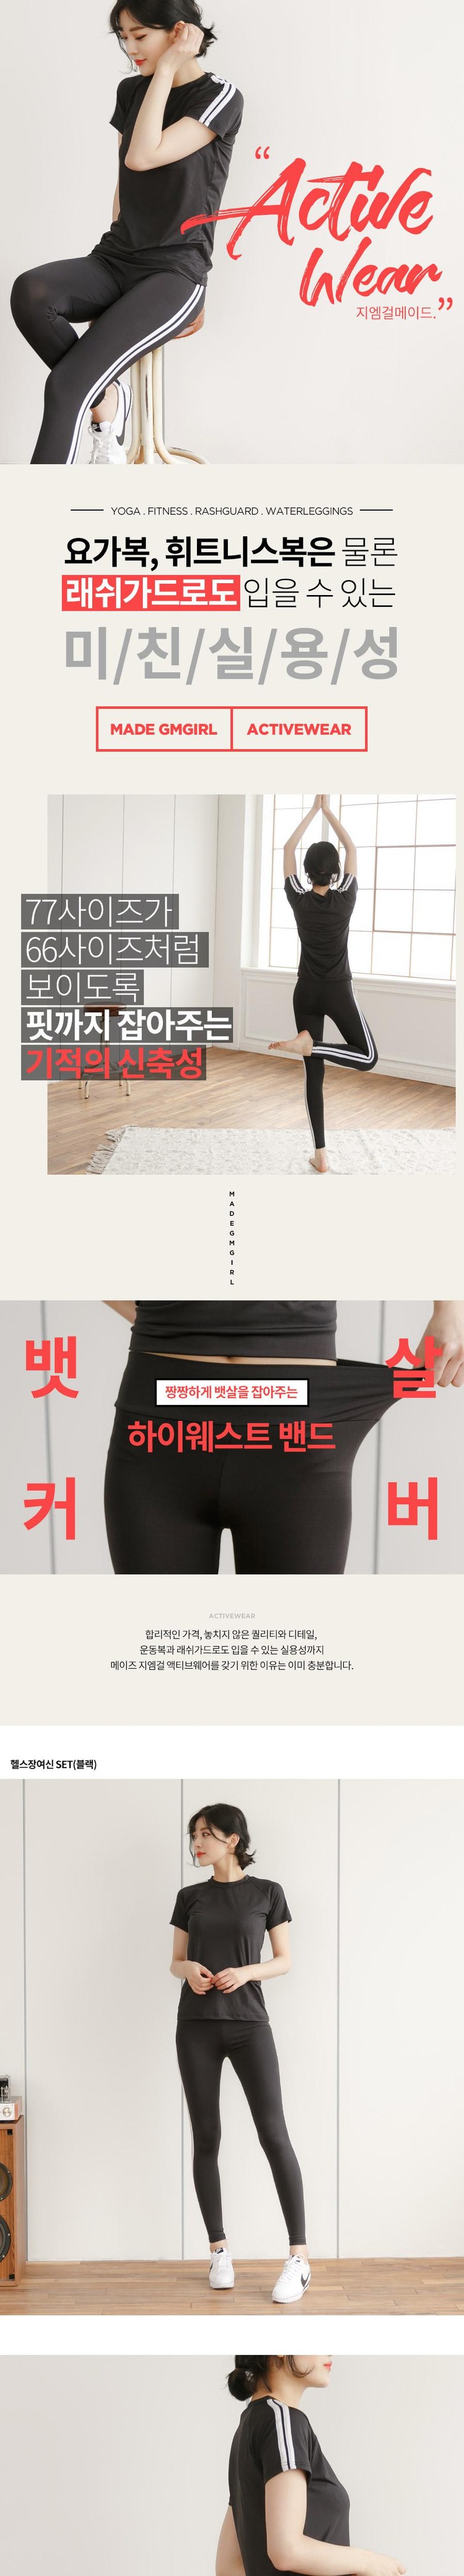 “Active
Wear
지엠걸메이드.”
YOGA . FITNESS . RASHGUARD . WATERLEGGINGS
요가복, 휘트니스복은 물론
래쉬가드로도 입을 수 있는
미/친/실/용/성
MADE GMGIRL
ACTIVEWEAR
77사이즈가
66사이즈처럼
보이도록
핏까지 잡아주는
기적의 신축성
M
A
D
E
G
M
G
I
R
L
뱃 살
짱짱하게 뱃살을 잡아주는
하이웨스트 밴드
커 버
ACTIVEWEAR
합리적인 가격, 놓치지 않은 퀄리티와 디테일,
운동복과 래쉬가드로도 입을 수 있는 실용성까지
메이즈 지엠걸 액티브웨어를 갖기 위한 이유는 이미 충분합니다.
헬스장여신 SET(블랙)